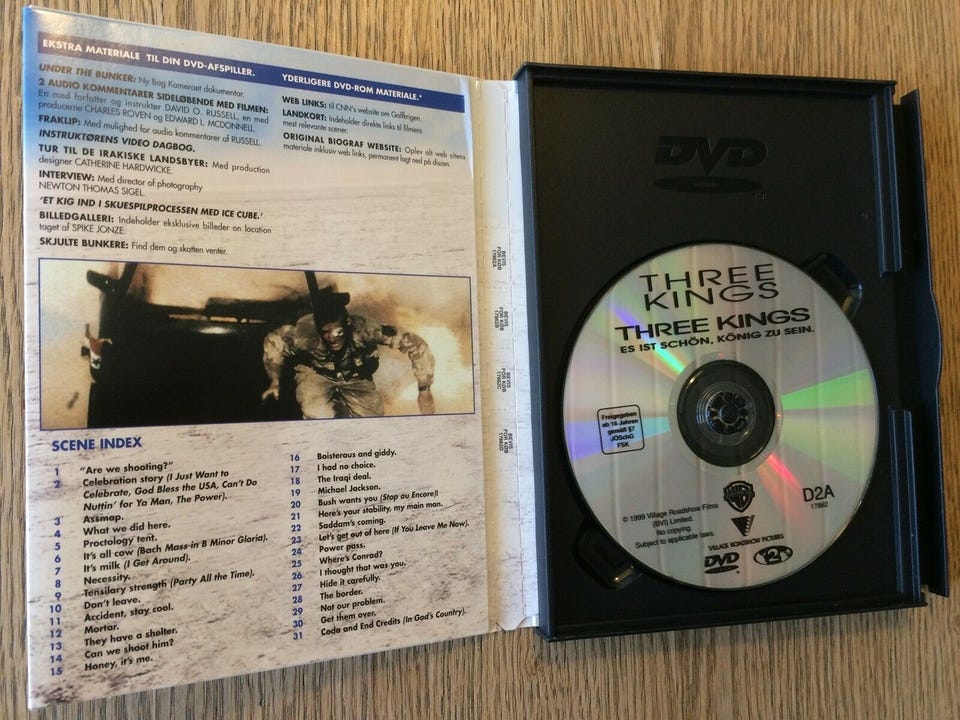 EKSTRA MATERIALE TIL DIN DVD-AFSPILLER.
UNDER THE BUNKER: Ny Bag Kameraet dokumentar.
2 AUDIO KOMMENTARER SIDELØBENDE MED FILMEN:
En med forfatter og instruktør DAVID O. RUSSELL, en med
producerne CHARLES ROVEN og EDWARD L. MCDONNELL.
FRAKLIP: Med mulighed for audio kommentarer af RUSSELL.
INSTRUKTØRENS VIDEO DAGBOG.
TUR TIL DE IRAKISKE LANDSBYER: Med production
designer CATHERINE HARDWICKE.
INTERVIEW: Med director of photography
NEWTON THOMAS SIGEL.
'ET KIG IND I SKUESPILPROCESSEN MED ICE CUBE.'
BILLEDGALLERI: Indeholder eksklusive billeder on location
taget af SPIKE JONZE.
SKJULTE BUNKERE: Find dem og skatten venter.
YDERLIGERE DVD-ROM MATERIALE.*
WEB LINKS: til CNN's website om Golfkrigen.
LANDKORT: Indeholder direkte links til filmens
mest relevante scener.
ORIGINAL BIOGRAF WEBSITE: Oplev alt web sitens
materiale inklusiv web links, permanent lagt ned på discen.
SCENE INDEX
1 "Are we shooting?"
2 Celebration story (I Just Want to
Celebrate, God Bless the USA, Can't Do
Nuttin' for Ya Man, The Power).
3 Assmap.
4 What we did here.
5 Proctology tent.
6 It's all cow (Bach Mass in B Minor Gloria).
7 It's milk (I Get Around).
8 Necessity.
9 Tensilary strength (Party All the Time).
10 Don't leave.
11 Accident, stay cool.
12 Mortar.
13 They have a shelter.
14 Can we shoot him?
15 Honey, it's me.
16 Boisterous and giddy.
17 I had no choice.
18 The Iraqi deal.
19 Michael Jackson.
20 Bush wants you (Stop ou Encore)!
21 Here's your stability, my main man.
22 Saddam's coming.
23 Let's get out of here (If You Leave Me Now).
24 Power pass.
25 Where's Conrad?
26 I thought that was you.
27 Hide it carefully.
28 The border.
29 Not our problem.
30 Get them over.
31 Coda and End Credits (In God's Country).
BEVIS
FOR KØB
17862A
BEVIS
FOR KØB
17862B
BEVIS
FOR KØB
17862C
BEVIS
FOR KØB
17862D
DVD
THREE
KINGS
THREE KINGS
ES IST SCHÖN, KÖNIG ZU SEIN.
Freigegeben
ab 16 Jahren
gemäß §7
JÖSchG
FSK
D2A
17862
© 1999 Village Roadshow Films
(BVI) Limited.
No copying.
Subject to applicable laws.
VILLAGE ROADSHOW PICTURES
DVD
2